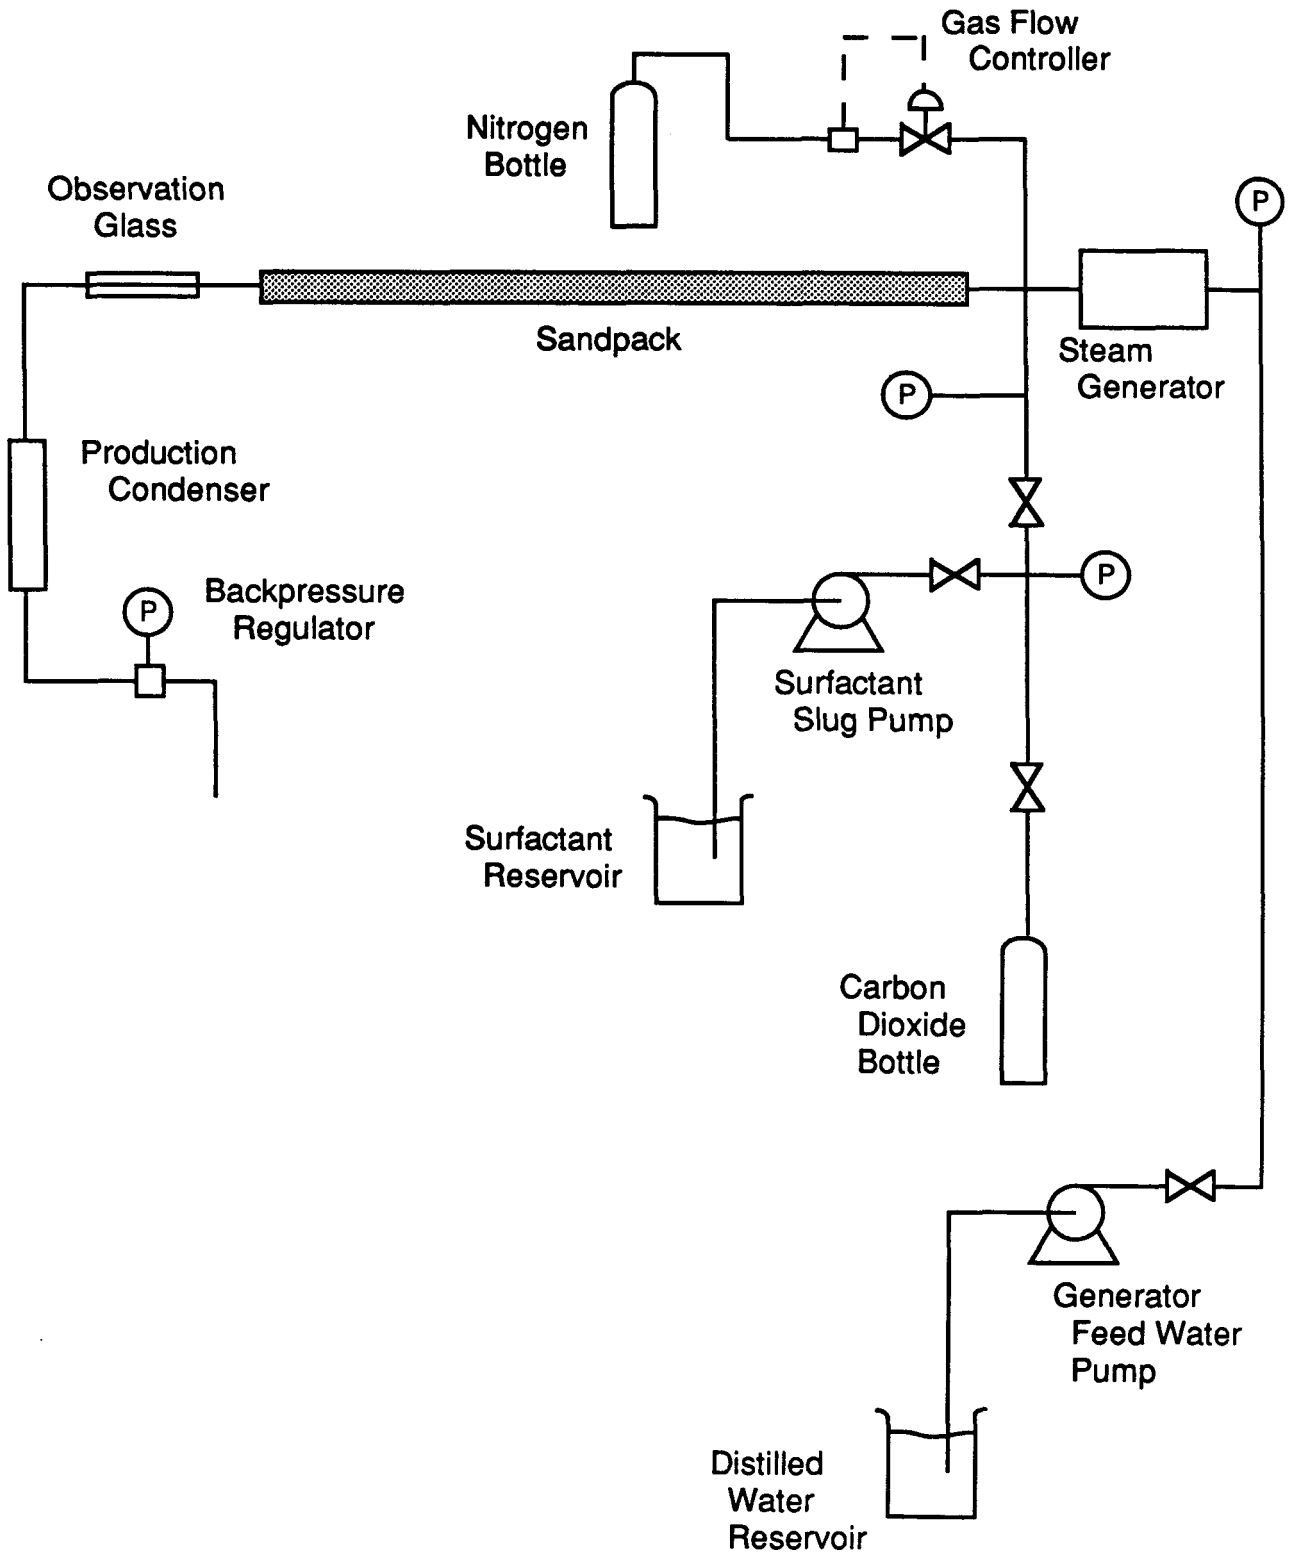 Gas Flow
Controller
Nitrogen
Bottle
Observation
Glass
P
Sandpack
Steam
Generator
P
Production
Condenser
P
Backpressure
Regulator
P
Surfactant
Slug Pump
Surfactant
Reservoir
Carbon
Dioxide
Bottle
Generator
Feed Water
Pump
Distilled
Water
Reservoir